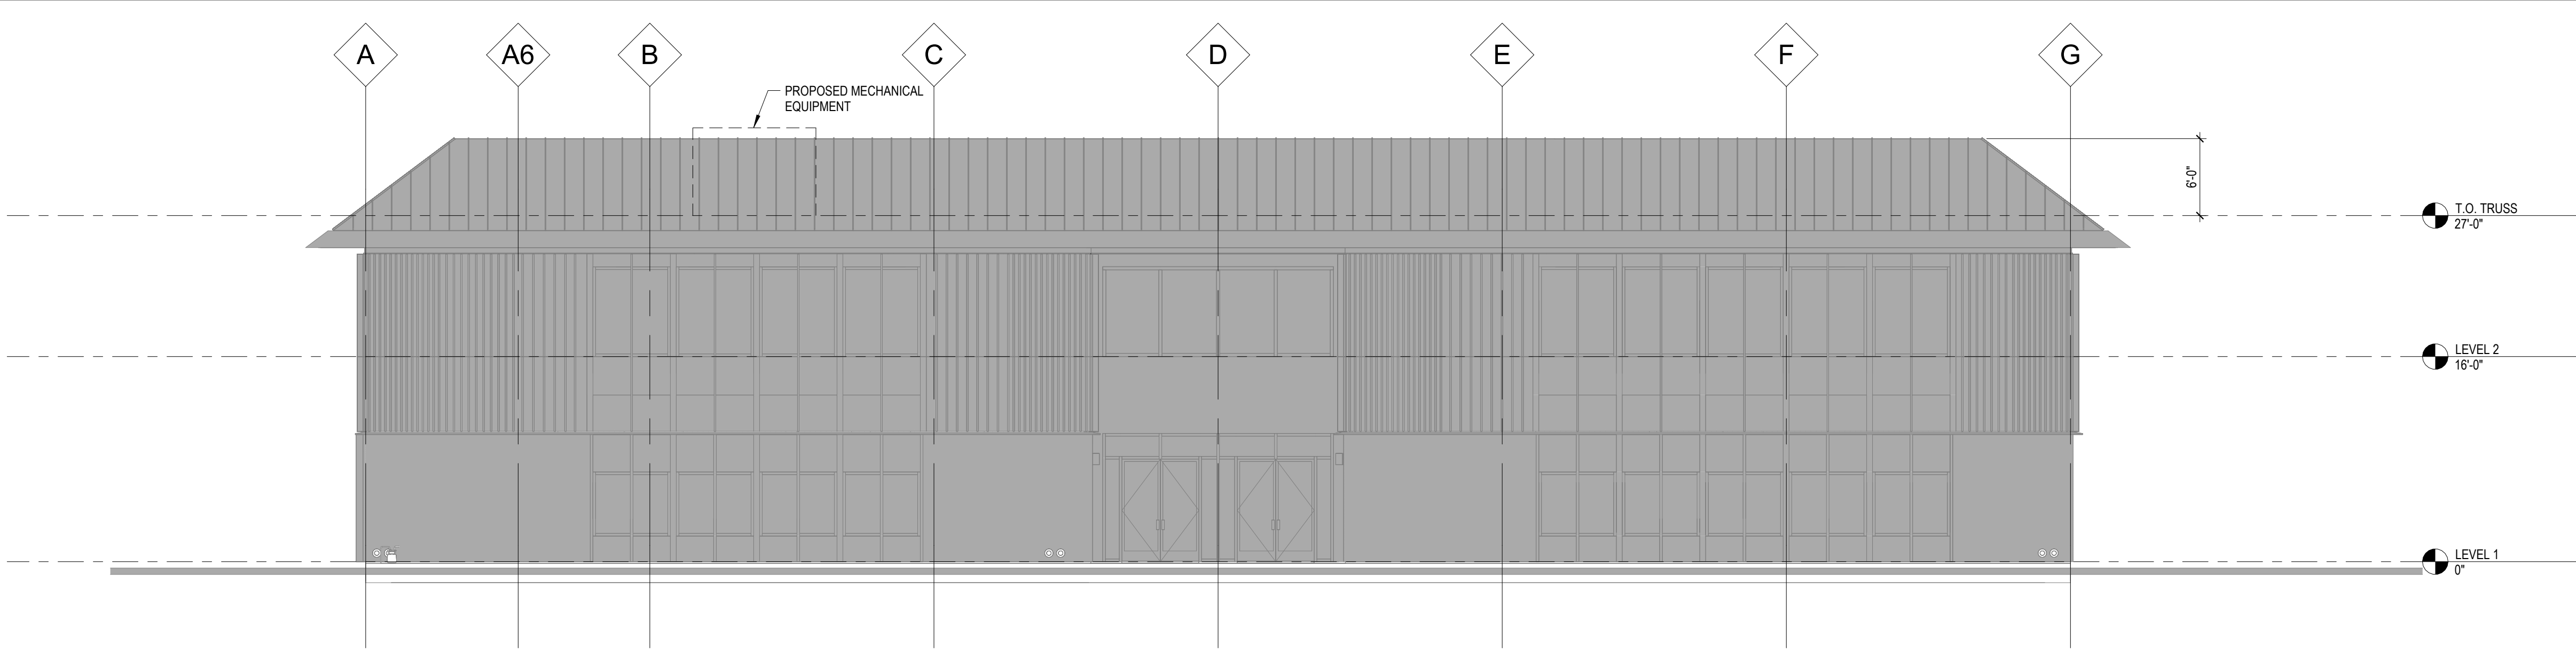 A
A6
B
C
D
E
F
G
PROPOSED MECHANICAL
EQUIPMENT
6'-0"
T.O. TRUSS
27'-0"
LEVEL 2
16'-0"
LEVEL 1
0"